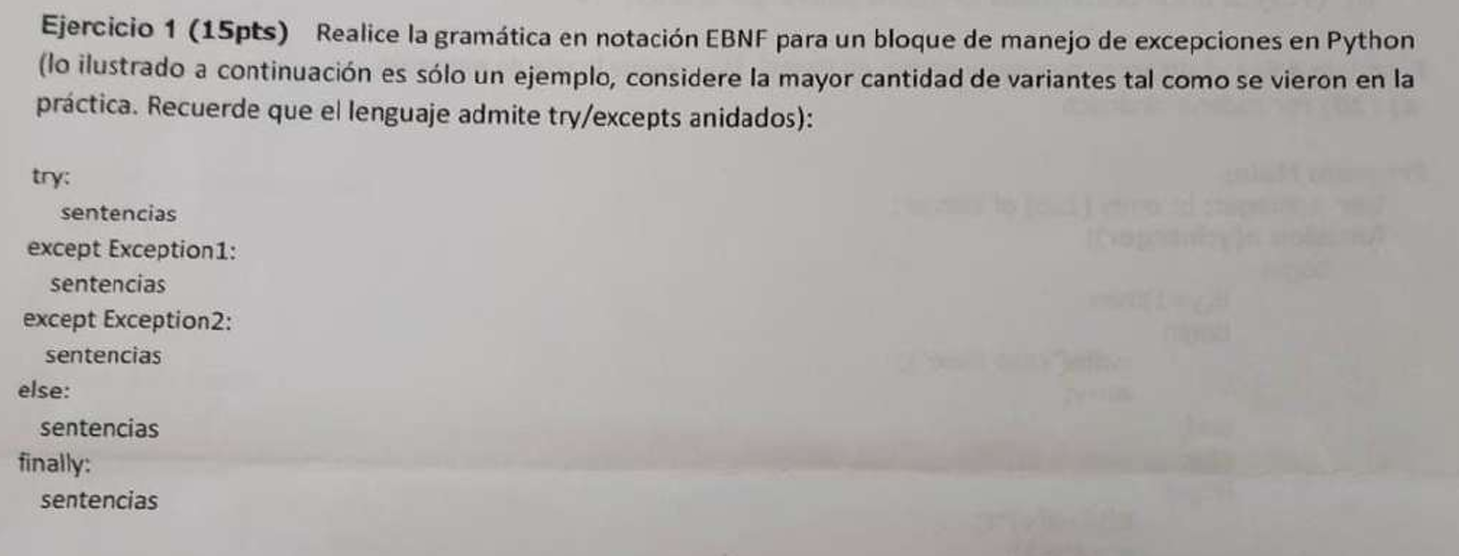 Ejercicio 1 (15pts) Realice la gramática en notación EBNF para un bloque de manejo de excepciones en Python
(lo ilustrado a continuación es sólo un ejemplo, considere la mayor cantidad de variantes tal como se vieron en la
práctica. Recuerde que el lenguaje admite try/excepts anidados):
try:
sentencias
except Exception1:
sentencias
except Exception2:
sentencias
else:
sentencias
finally:
sentencias